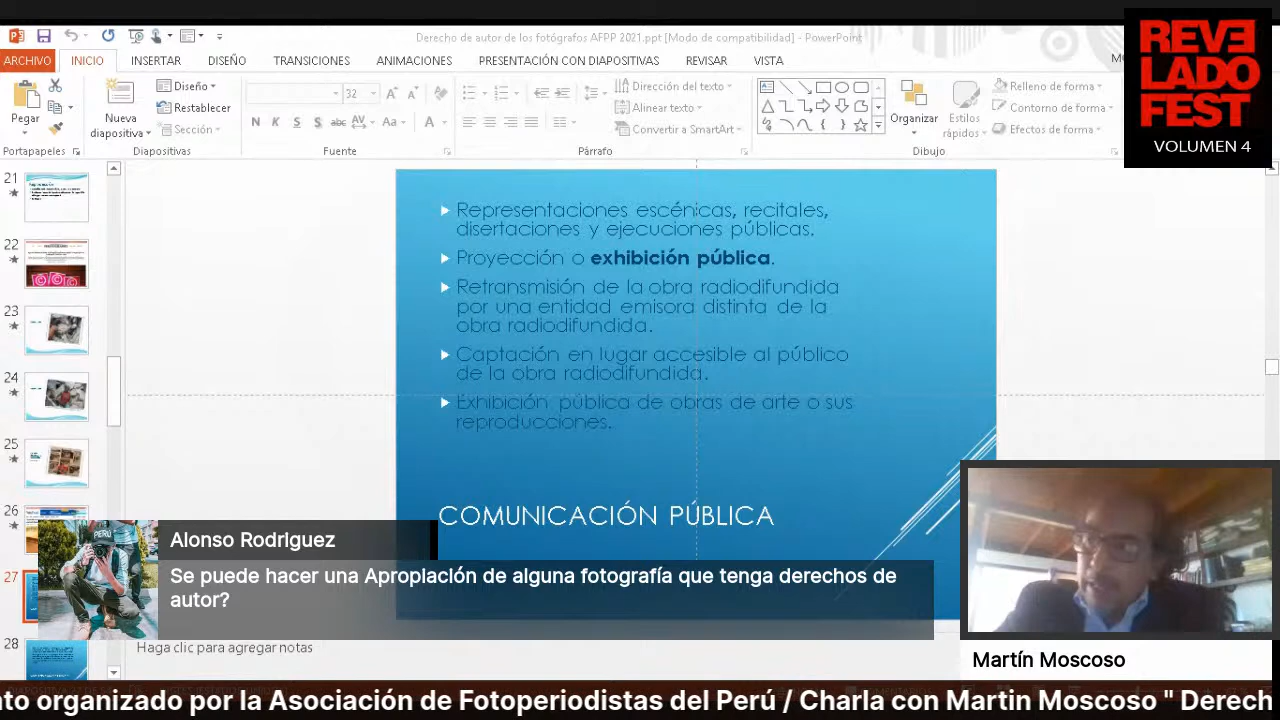 Derecho de autor de los fotógrafos AFPP 2021.ppt [Modo de compatibilidad] - PowerPoint
ARCHIVO INICIO INSERTAR DISEÑO TRANSICIONES ANIMACIONES PRESENTACIÓN CON DIAPOSITIVAS REVISAR VISTA
REVELADO
FEST
VOLUMEN 4
Pegar
Portapapeles
Nueva
diapositiva
Diseño
Restablecer
Sección
Diapositivas
32
N K S S abc AV Aa A
Fuente
Dirección del texto
Alinear texto
Convertir a SmartArt
Párrafo
Organizar
Estilos
rápidos
Relleno de forma
Contorno de forma
Efectos de forma
Dibujo
21
22
23
24
25
26
27
28
Representaciones escénicas, recitales,
disertaciones y ejecuciones públicas.
Proyección o exhibición pública.
Retransmisión de la obra radiodifundida
por una entidad emisora distinta de la
obra radiodifundida.
Captación en lugar accesible al público
de la obra radiodifundida.
Exhibición pública de obras de arte o sus
reproducciones.
COMUNICACIÓN PÚBLICA
PERÚ
Alonso Rodriguez
Se puede hacer una Aproplación de alguna fotografía que tenga derechos de
autor?
Haga clic para agregar notas
Martín Moscoso
nto organizado por la Asociación de Fotoperiodistas del Perú / Charla con Martin Moscoso " Derech